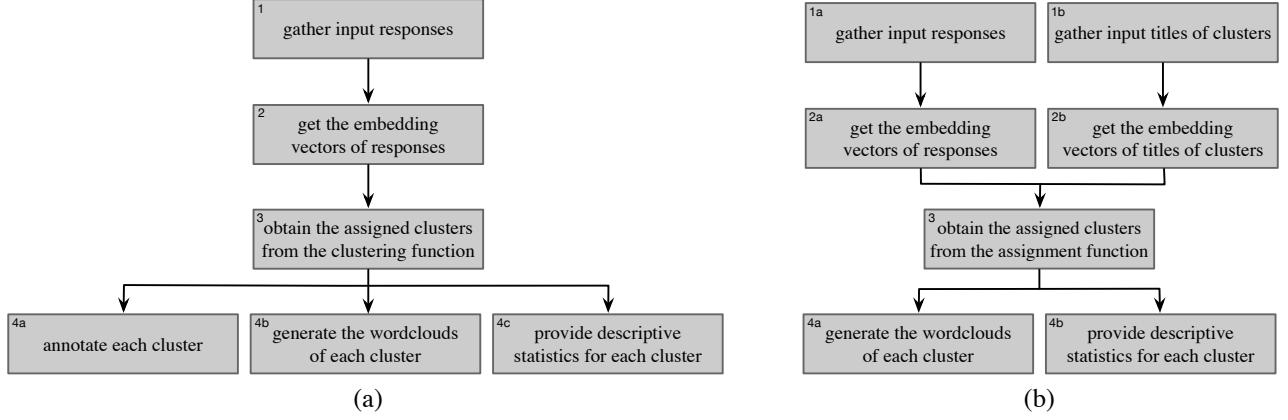 1
gather input responses
2
get the embedding
vectors of responses
3
obtain the assigned clusters
from the clustering function
4a
annotate each cluster
4b
generate the wordclouds
of each cluster
4c
provide descriptive
statistics for each cluster
(a)
1a
gather input responses
1b
gather input titles of clusters
2a
get the embedding
vectors of responses
2b
get the embedding
vectors of titles of clusters
3
obtain the assigned clusters
from the assignment function
4a
generate the wordclouds
of each cluster
4b
provide descriptive
statistics for each cluster
(b)